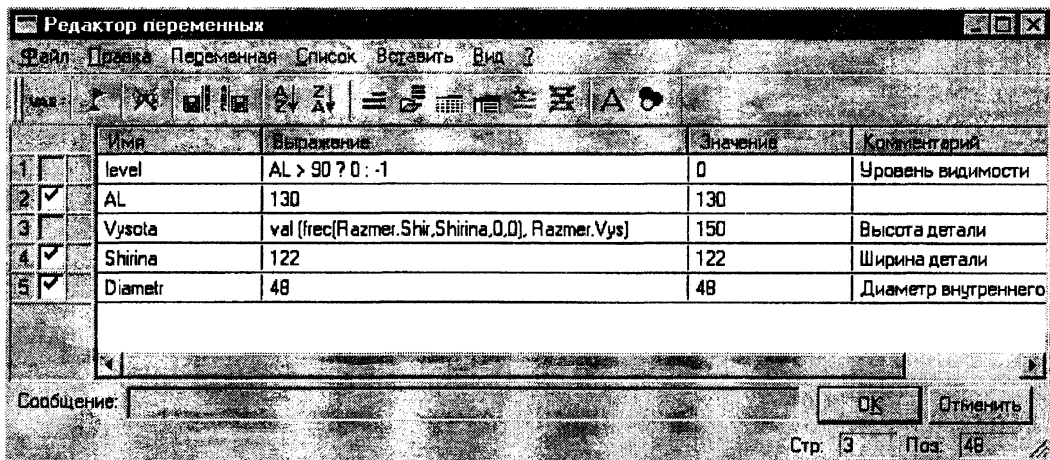 Редактор переменных
Файл Правка Переменная Список Вставить Вид ?
Имя Выражение Значение Комментарий
1 level AL > 90 ? 0 : -1 0 Уровень видимости
2 AL 130 130
3 Vysota val (frec(Razmer.Shir,Shirina,0,0), Razmer.Vys) 150 Высота детали
4 Shirina 122 122 Ширина детали
5 Diametr 48 48 Диаметр внутреннего
Сообщение: OK Отменить
Стр: 3 Поз: 48